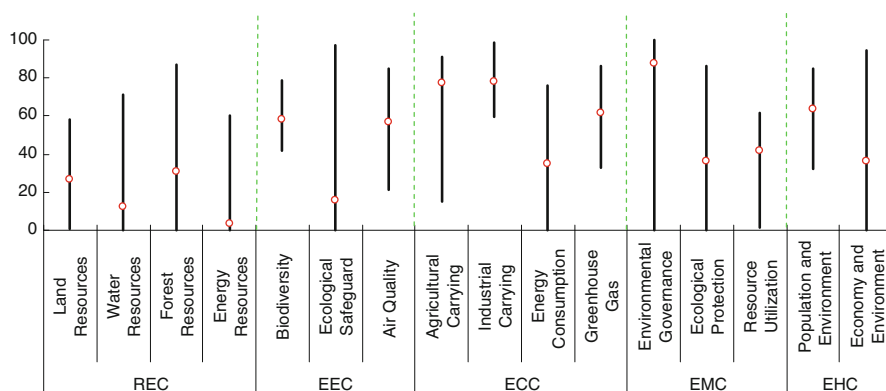 100
80
60
40
20
0
Land
Resources
Water
Resources
Forest
Resources
Energy
Resources
Biodiversity
Ecological
Safeguard
Air Quality
Agricultural
Carrying
Industrial
Carrying
Energy
Consumption
Greenhouse
Gas
Environmental
Governance
Ecological
Protection
Resource
Utilization
Population and
Environment
Economy and
Environment
REC
EEC
ECC
EMC
EHC